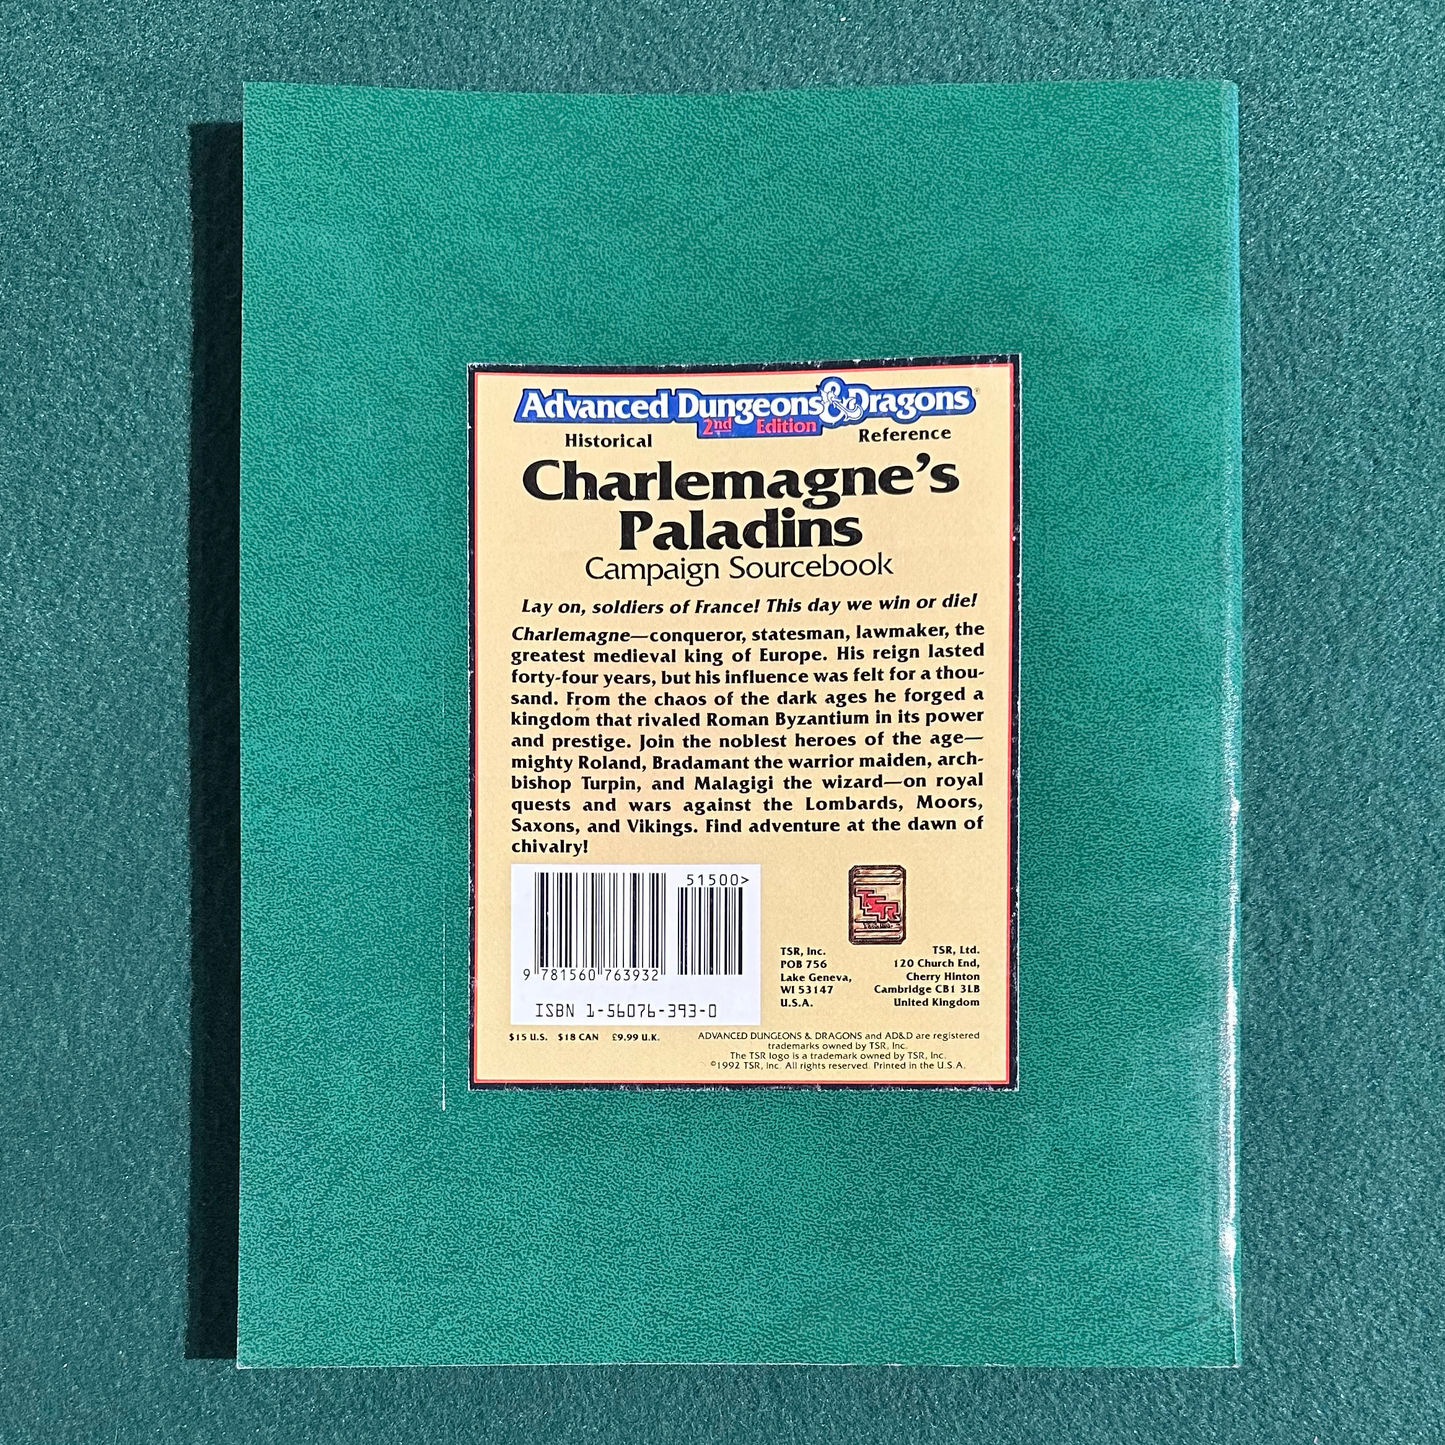 Advanced Dungeons & Dragons®
2nd Edition
Historical Reference
Charlemagne's
Paladins
Campaign Sourcebook
Lay on, soldiers of France! This day we win or die!
Charlemagne—conqueror, statesman, lawmaker, the
greatest medieval king of Europe. His reign lasted
forty-four years, but his influence was felt for a thou-
sand. From the chaos of the dark ages he forged a
kingdom that rivaled Roman Byzantium in its power
and prestige. Join the noblest heroes of the age—
mighty Roland, Bradamant the warrior maiden, arch-
bishop Turpin, and Malagigi the wizard—on royal
quests and wars against the Lombards, Moors,
Saxons, and Vikings. Find adventure at the dawn of
chivalry!
51500>
9 781560 763932
ISBN 1-56076-393-0
$15 U.S. $18 CAN £9.99 U.K.
TSR
TSR, Inc.
POB 756
Lake Geneva,
WI 53147
U.S.A.
TSR, Ltd.
120 Church End,
Cherry Hinton
Cambridge CB1 3LB
United Kingdom
ADVANCED DUNGEONS & DRAGONS and AD&D are registered
trademarks owned by TSR, Inc.
The TSR logo is a trademark owned by TSR, Inc.
©1992 TSR, Inc. All rights reserved. Printed in the U.S.A.